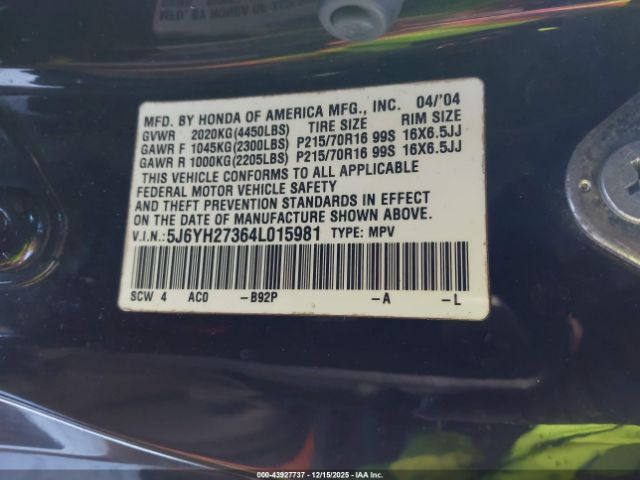 MFD. BY HONDA OF AMERICA MFG., INC. 04/'04
GVWR 2020KG(4450LBS) TIRE SIZE RIM SIZE
GAWR F 1045KG(2300LBS) P215/70R16 99S 16X6.5JJ
GAWR R 1000KG(2205LBS) P215/70R16 99S 16X6.5JJ
THIS VEHICLE CONFORMS TO ALL APPLICABLE
FEDERAL MOTOR VEHICLE SAFETY
AND THEFT PREVENTION STANDARDS IN EFFECT
ON THE DATE OF MANUFACTURE SHOWN ABOVE.
V.I.N.: 5J6YH27364L015981 TYPE: MPV
SCW 4 AC0 -B92P -A -L
000-43927737 - 12/15/2025 - IAA Inc.